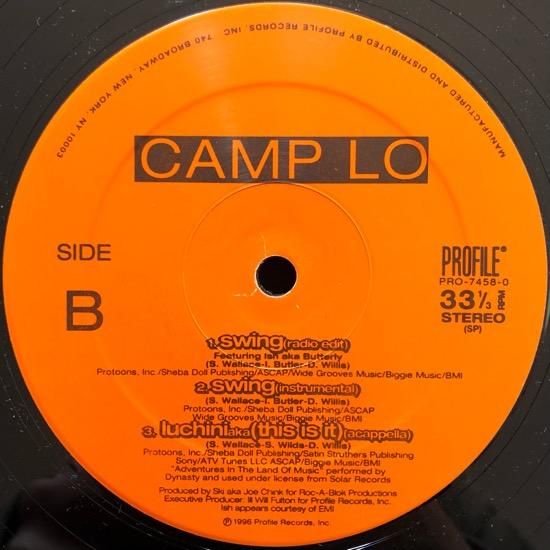 MANUFACTURED AND DISTRIBUTED BY PROFILE RECORDS, INC. 740 BROADWAY, NEW YORK, NY 10003
CAMP LO
SIDE
B
PROFILE®
PRO-7458-0
33 1/3 RPM
STEREO
(SP)
1. swing (radio edit)
Featuring Ish aka Butterfly
(S. Wallace-I. Butler-D. Willis)
Protoons, Inc./Sheba Doll Publishing/ASCAP/Wide Grooves Music/Biggie Music/BMI
2. swing (instrumental)
(S. Wallace-I. Butler-D. Willis)
Protoons, Inc./Sheba Doll Publishing/ASCAP
Wide Grooves Music/Biggie Music/BMI
3. luchini aka (this is it) (acappella)
(S. Wallace-S. Wilds-D. Willis)
Protoons, Inc./Sheba Doll Publishing/Satin Struthers Publishing
Sony/ATV Tunes LLC ASCAP/Biggie Music/BMI
"Adventures In The Land Of Music" performed by
Dynasty and used under license from Solar Records
Produced by Ski aka Joe Chink for Roc-A-Blok Productions
Executive Producer: Ill Will Fulton for Profile Records, Inc.
Ish appears courtesy of EMI
℗ 1996 Profile Records, Inc.